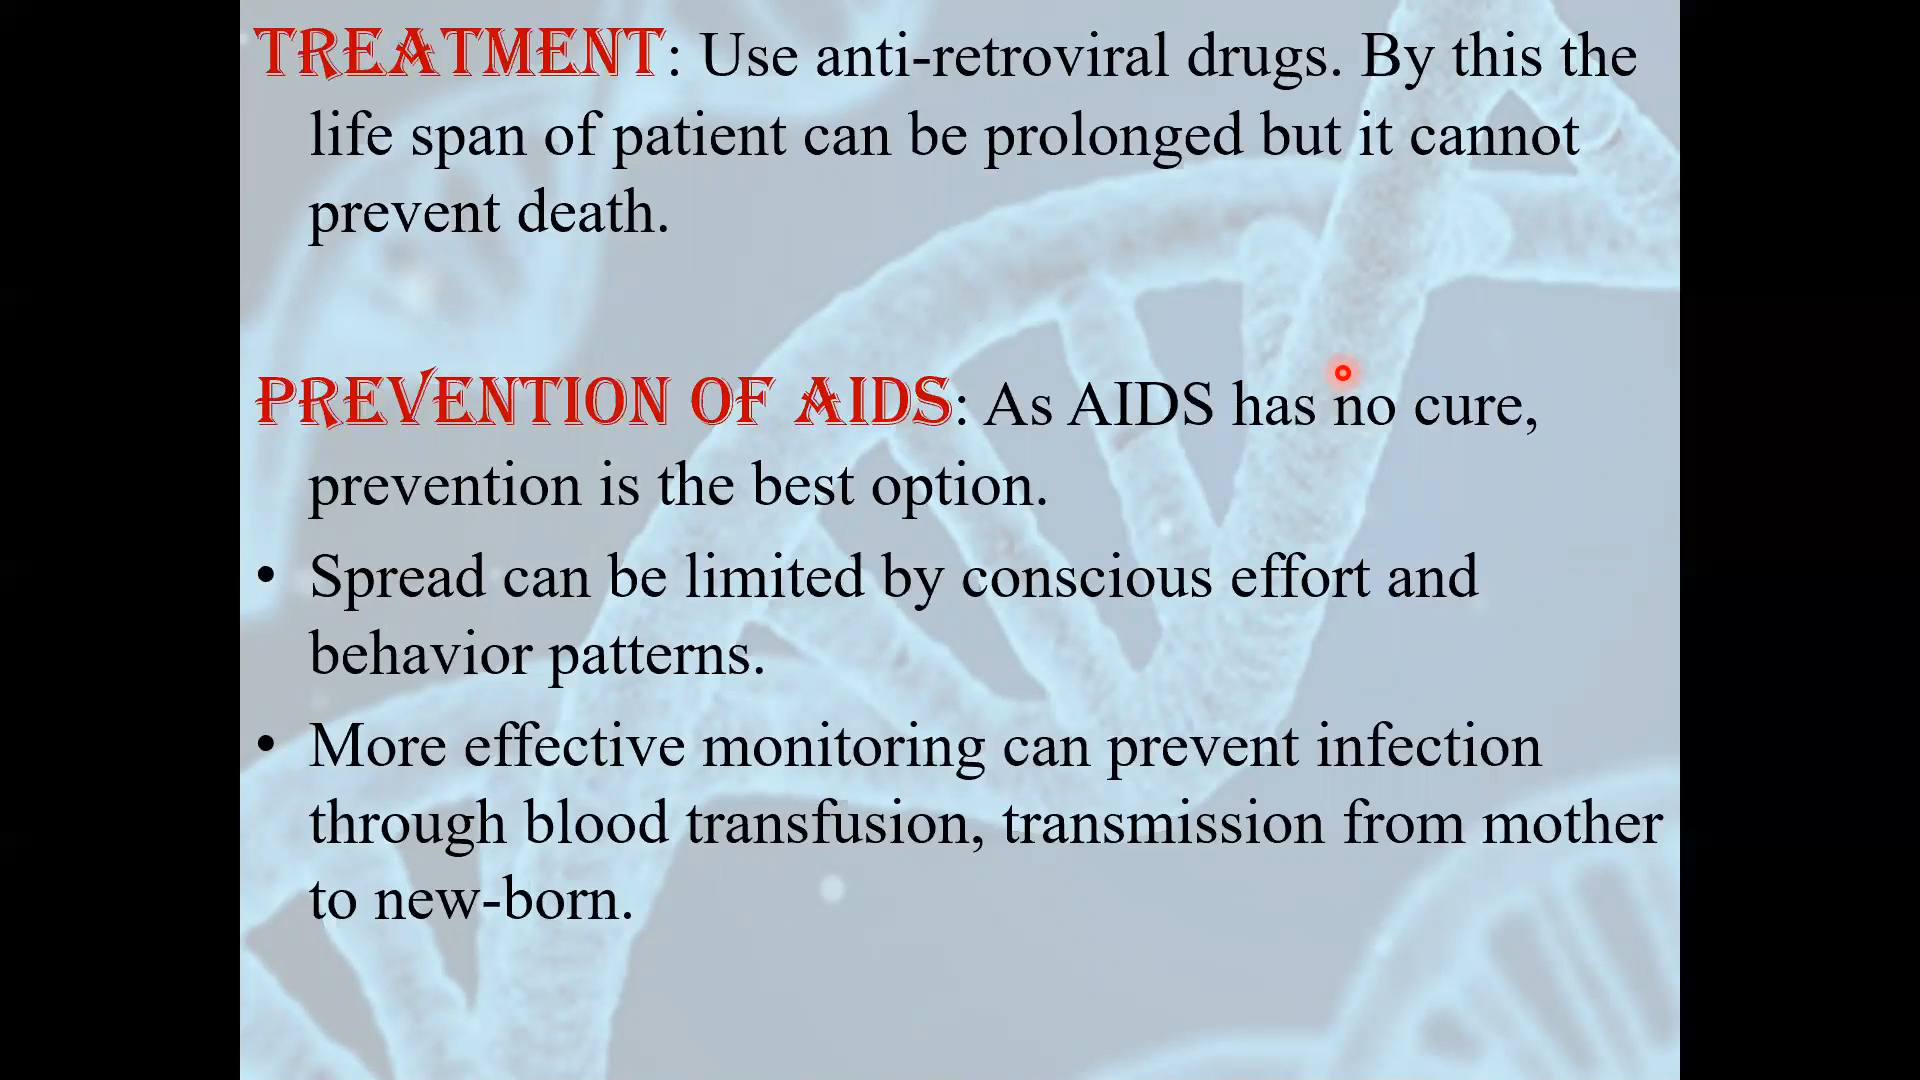 TREATMENT: Use anti-retroviral drugs. By this the
life span of patient can be prolonged but it cannot
prevent death.
PREVENTION OF AIDS: As AIDS has no cure,
prevention is the best option.
• Spread can be limited by conscious effort and
behavior patterns.
• More effective monitoring can prevent infection
through blood transfusion, transmission from mother
to new-born.